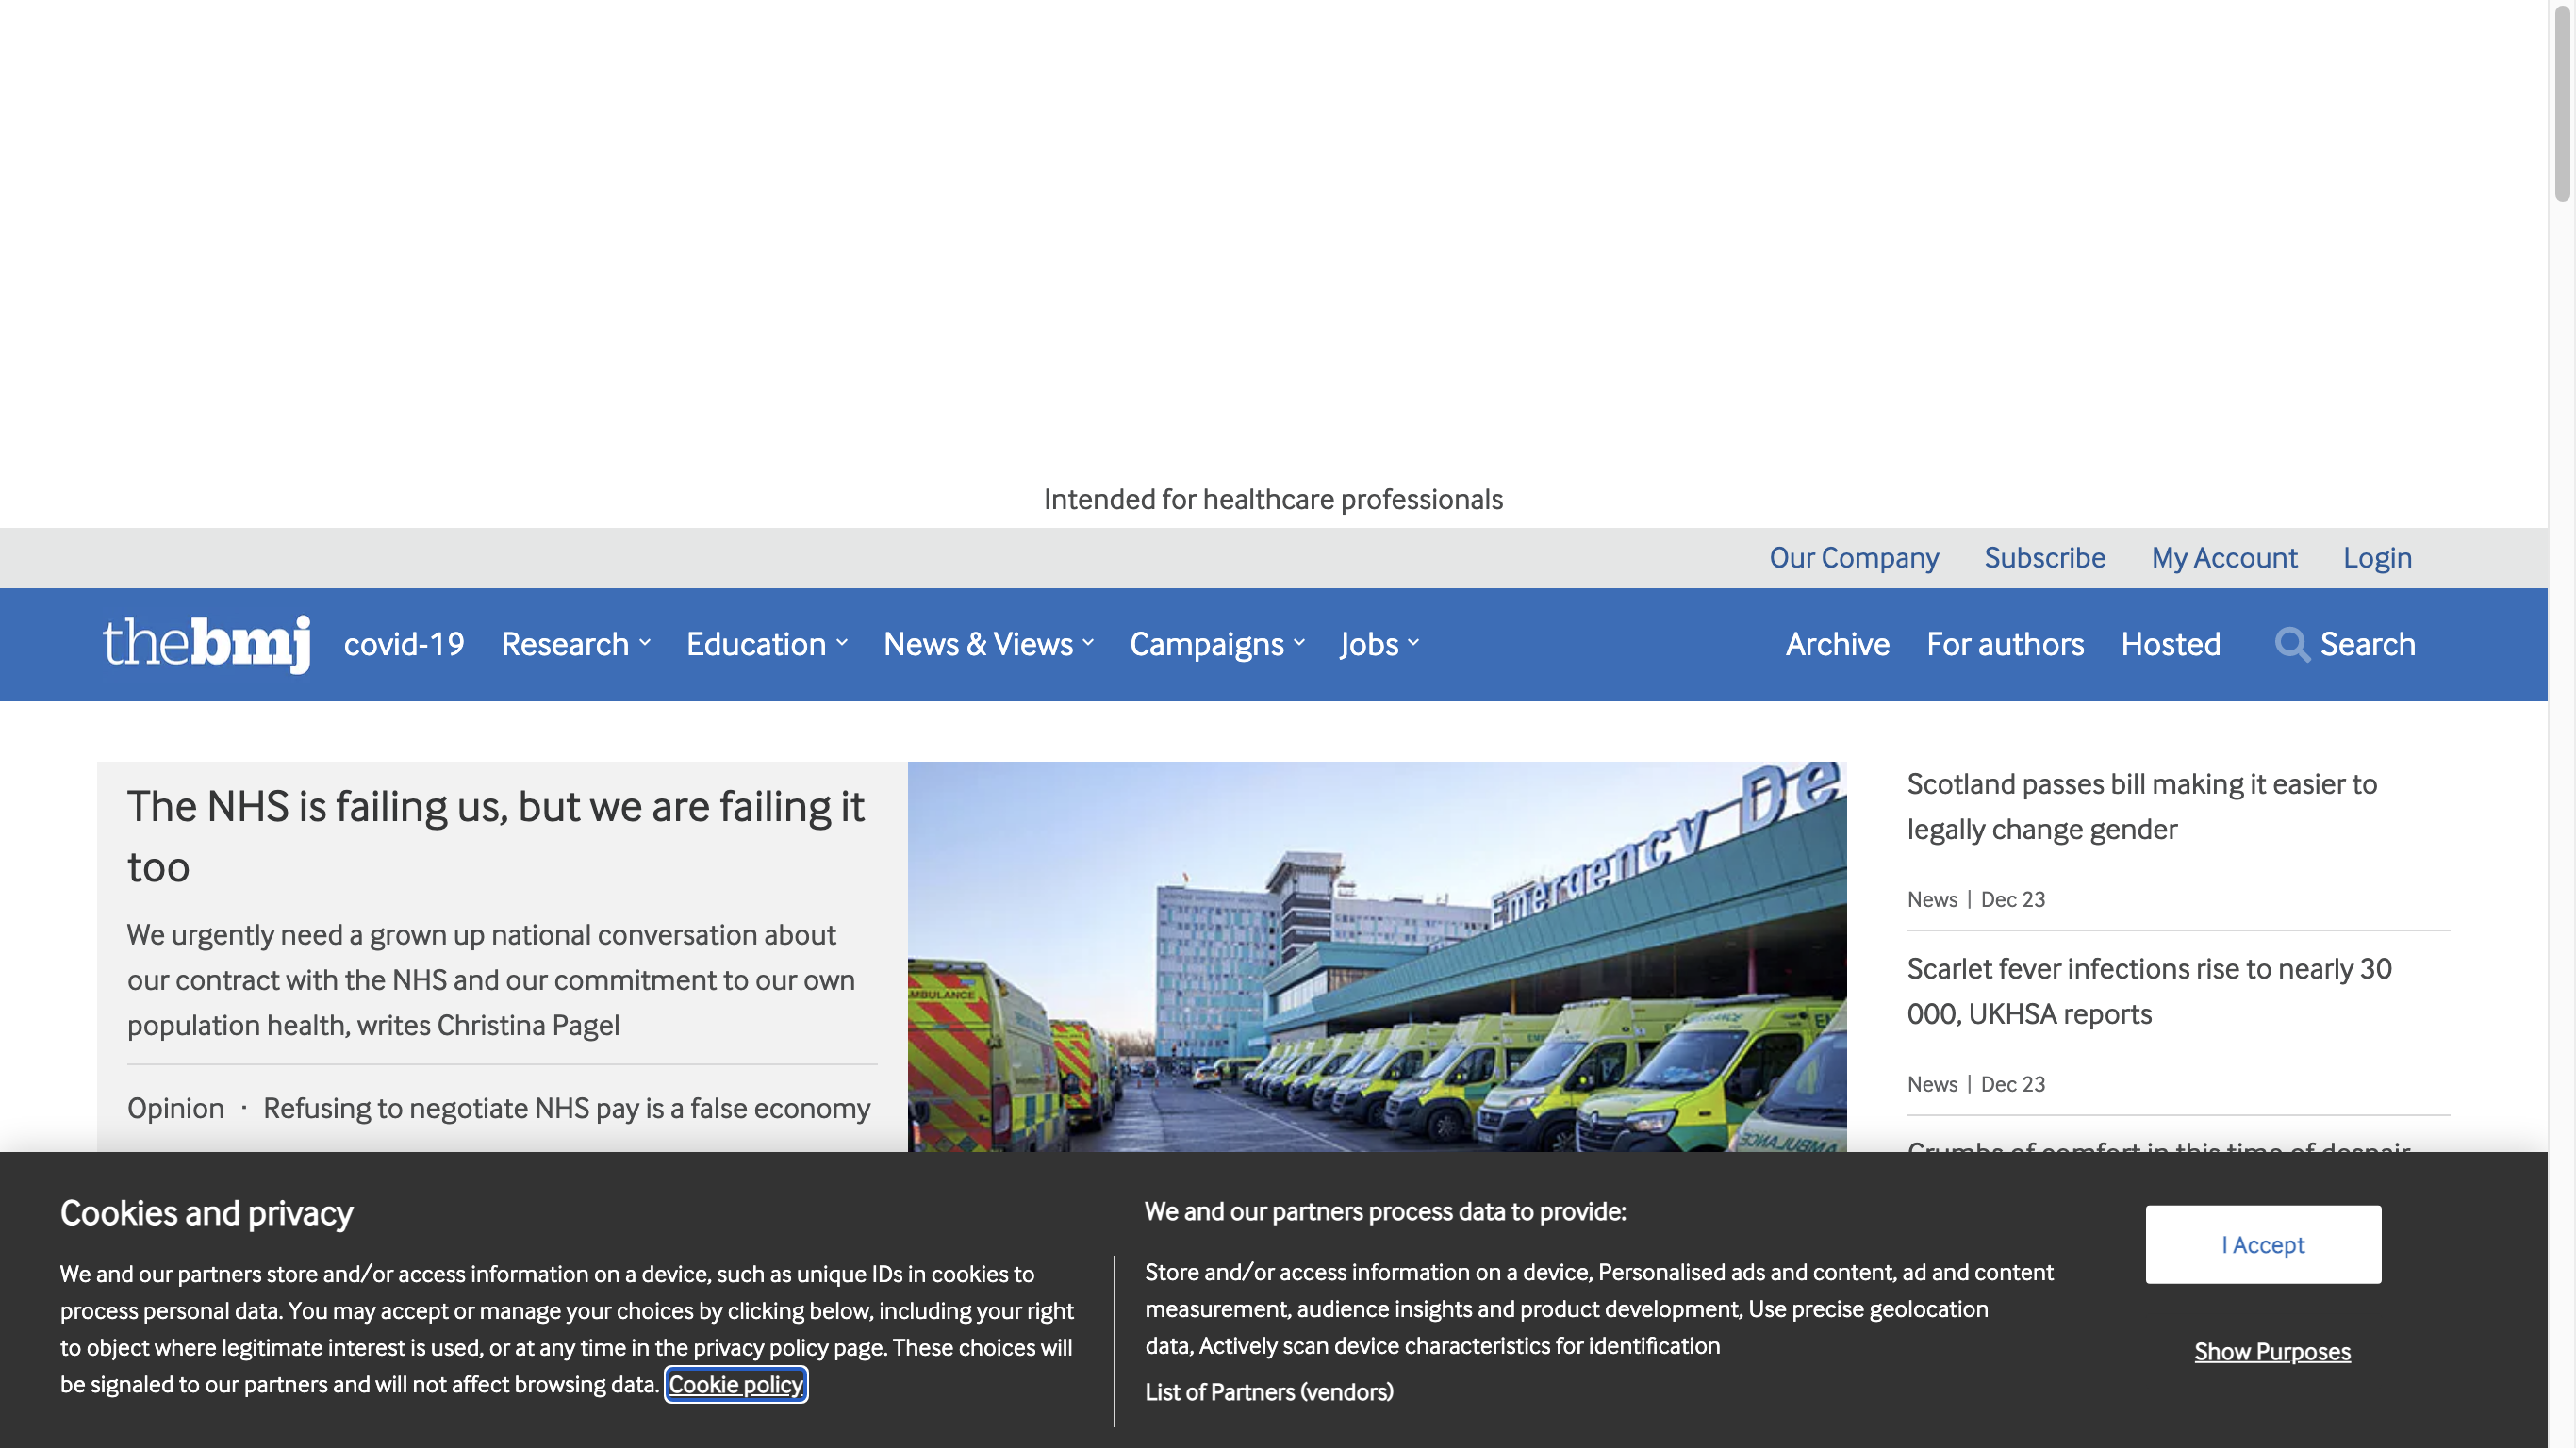 Intended for healthcare professionals
Our Company Subscribe My Account Login
thebmj covid-19 Research Education News & Views Campaigns Jobs Archive For authors Hosted Search
The NHS is failing us, but we are failing it
too
We urgently need a grown up national conversation about
our contract with the NHS and our commitment to our own
population health, writes Christina Pagel
Opinion · Refusing to negotiate NHS pay is a false economy
Emergency De
AMBULANCE
AMBULANCE
Scotland passes bill making it easier to
legally change gender
News | Dec 23
Scarlet fever infections rise to nearly 30
000, UKHSA reports
News | Dec 23
Crumbs of comfort in this time of despair
Cookies and privacy
We and our partners store and/or access information on a device, such as unique IDs in cookies to
process personal data. You may accept or manage your choices by clicking below, including your right
to object where legitimate interest is used, or at any time in the privacy policy page. These choices will
be signaled to our partners and will not affect browsing data. Cookie policy
We and our partners process data to provide:
Store and/or access information on a device, Personalised ads and content, ad and content
measurement, audience insights and product development, Use precise geolocation
data, Actively scan device characteristics for identification
List of Partners (vendors)
I Accept
Show Purposes